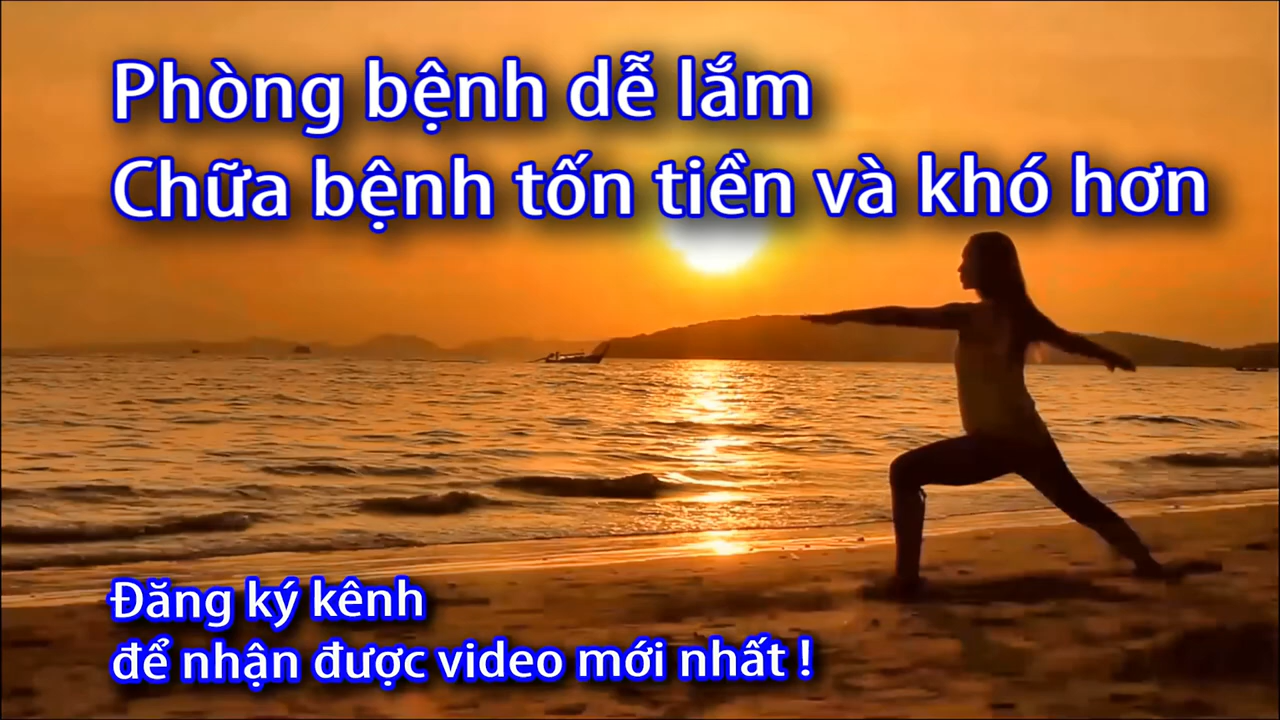 Phòng bệnh dễ lắm
Chữa bệnh tốn tiền và khó hơn
Đăng ký kênh
để nhận được video mới nhất !